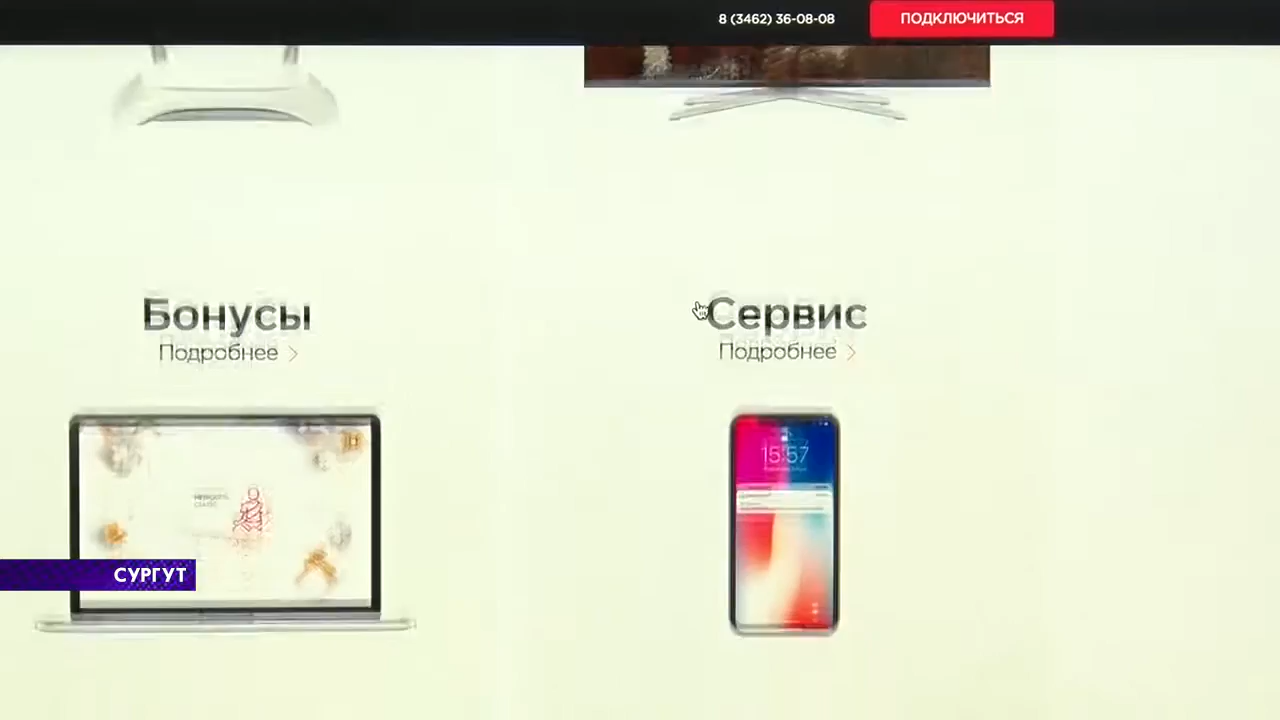 8 (3462) 36-08-08
ПОДКЛЮЧИТЬСЯ
Бонусы
Подробнее
Сервис
Подробнее
15:57
СУРГУТ